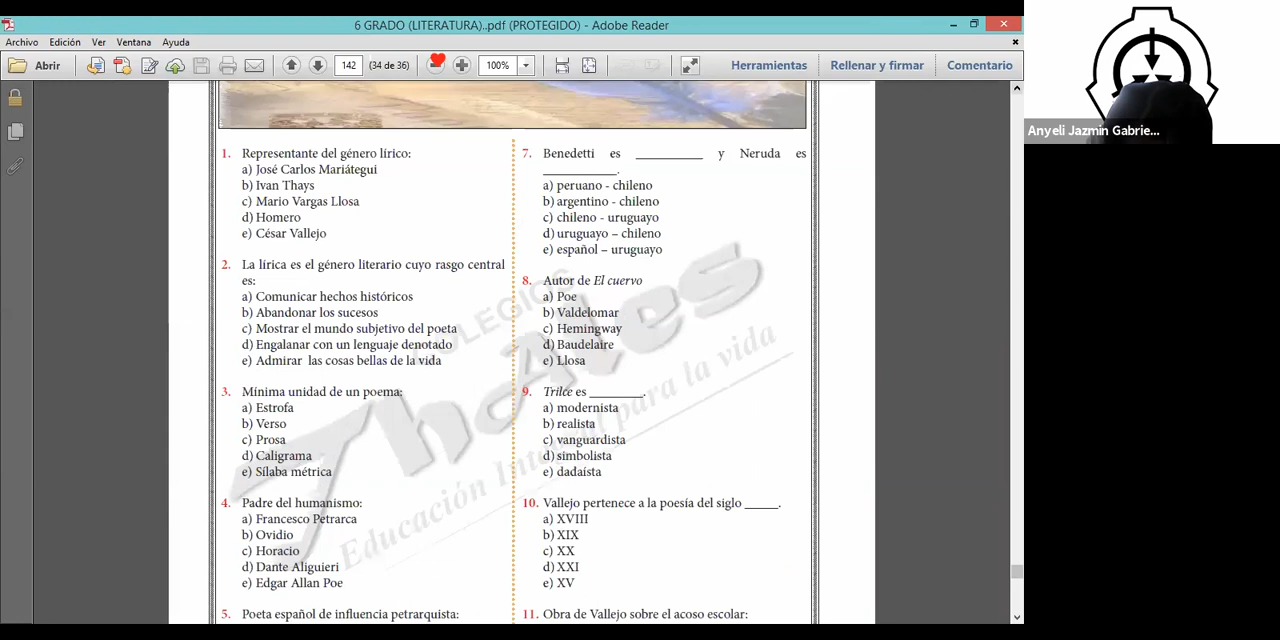 6 GRADO (LITERATURA)..pdf (PROTEGIDO) - Adobe Reader
Archivo Edición Ver Ventana Ayuda
Abrir 142 (34 de 36) 100% Herramientas Rellenar y firmar Comentario
Anyeli Jazmin Gabrie...
1. Representante del género lírico:
a) José Carlos Mariátegui
b) Ivan Thays
c) Mario Vargas Llosa
d) Homero
e) César Vallejo
2. La lírica es el género literario cuyo rasgo central
es:
a) Comunicar hechos históricos
b) Abandonar los sucesos
c) Mostrar el mundo subjetivo del poeta
d) Engalanar con un lenguaje denotado
e) Admirar las cosas bellas de la vida
3. Mínima unidad de un poema:
a) Estrofa
b) Verso
c) Prosa
d) Caligrama
e) Sílaba métrica
4. Padre del humanismo:
a) Francesco Petrarca
b) Ovidio
c) Horacio
d) Dante Aliguieri
e) Edgar Allan Poe
5. Poeta español de influencia petrarquista:
7. Benedetti es __________ y Neruda es
___________.
a) peruano - chileno
b) argentino - chileno
c) chileno - uruguayo
d) uruguayo – chileno
e) español – uruguayo
8. Autor de El cuervo
a) Poe
b) Valdelomar
c) Hemingway
d) Baudelaire
e) Llosa
9. Trilce es ________.
a) modernista
b) realista
c) vanguardista
d) simbolista
e) dadaísta
10. Vallejo pertenece a la poesía del siglo _____.
a) XVIII
b) XIX
c) XX
d) XXI
e) XV
11. Obra de Vallejo sobre el acoso escolar:
COLEGIOS
Thales
Educación Integral para la vida